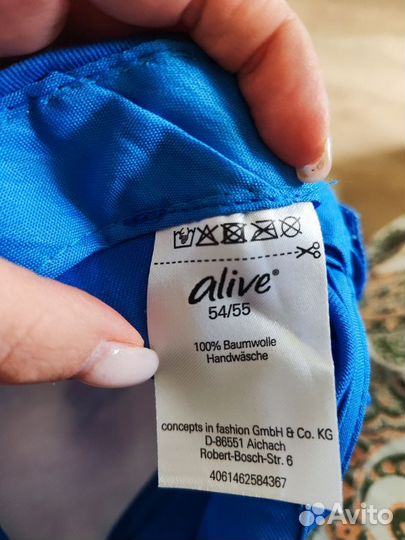 alive®
54/55
100% Baumwolle
Handwäsche
concepts in fashion GmbH & Co. KG
D-86551 Aichach
Robert-Bosch-Str. 6
4061462584367
Avito